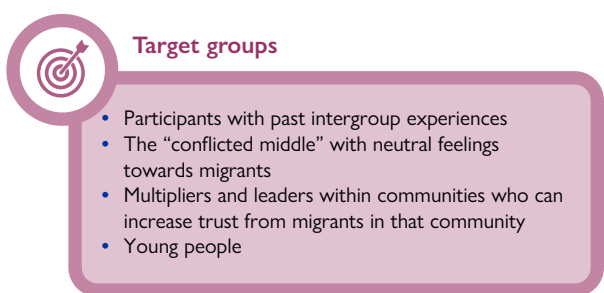 Target groups
• Participants with past intergroup experiences
• The “conflicted middle” with neutral feelings
towards migrants
• Multipliers and leaders within communities who can
increase trust from migrants in that community
• Young people